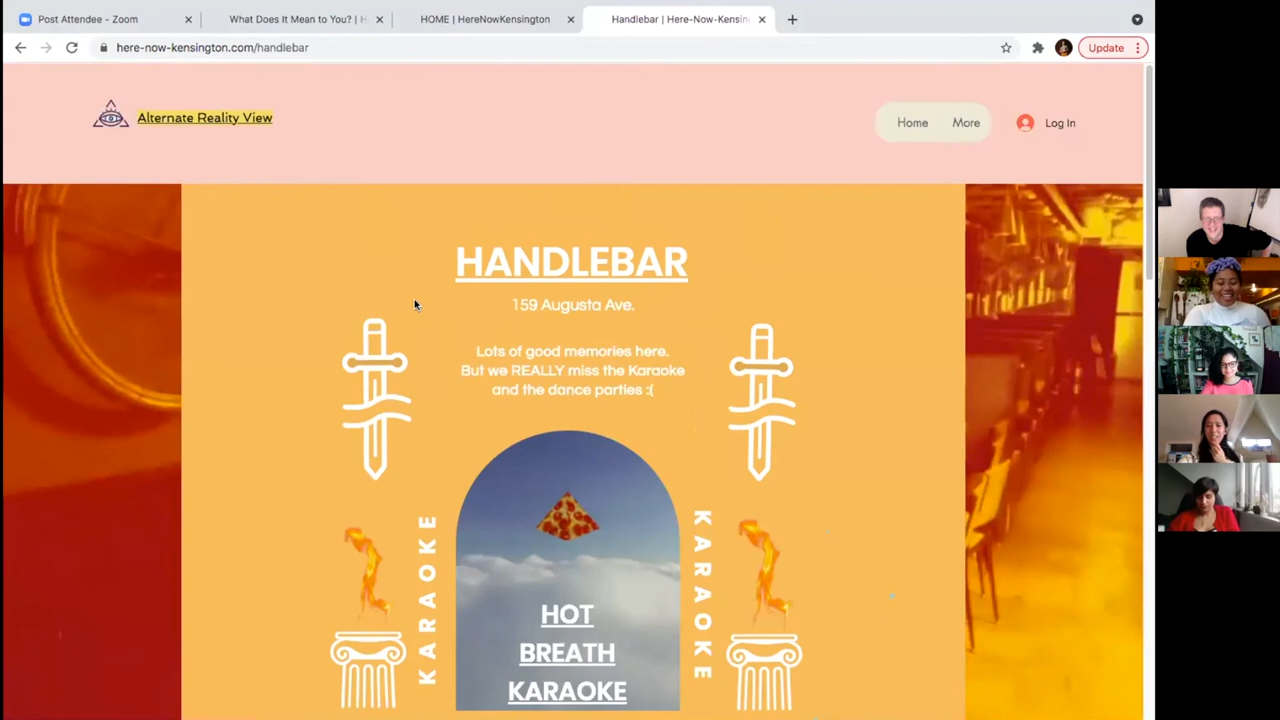 Post Attendee - Zoom
What Does It Mean to You? | H
HOME | HereNowKensington
Handlebar | Here-Now-Kensin
here-now-kensington.com/handlebar
Update
Alternate Reality View
Home
More
Log In
HANDLEBAR
159 Augusta Ave.
Lots of good memories here.
But we REALLY miss the Karaoke
and the dance parties :(
KARAOKE
KARAOKE
HOT
BREATH
KARAOKE